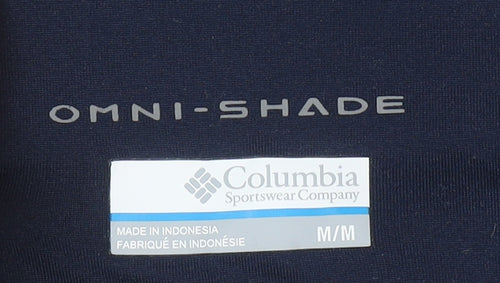 OMNI-SHADE
Columbia
Sportswear Company
MADE IN INDONESIA
FABRIQUÉ EN INDONÉSIE
M/M